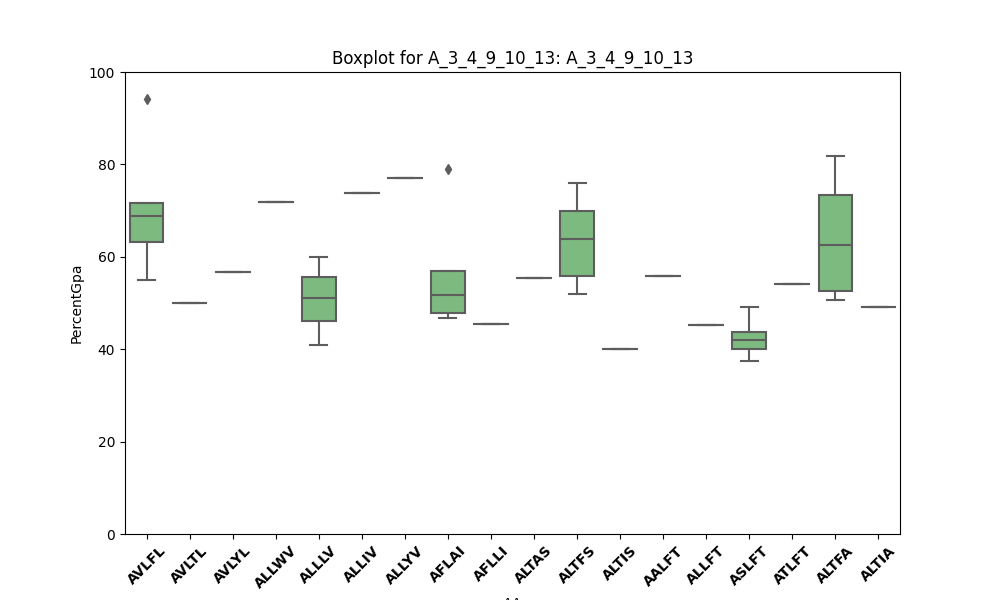 Boxplot for A_3_4_9_10_13: A_3_4_9_10_13
PercentGpa
100
80
60
40
20
0
AVLFL
AVLTL
AVLYL
ALLWV
ALLLV
ALLIV
ALLYV
AFLAI
AFLLI
ALTAS
ALTFS
ALTIS
AALFT
ALLFT
ASLFT
ATLFT
ALTFA
ALTIA